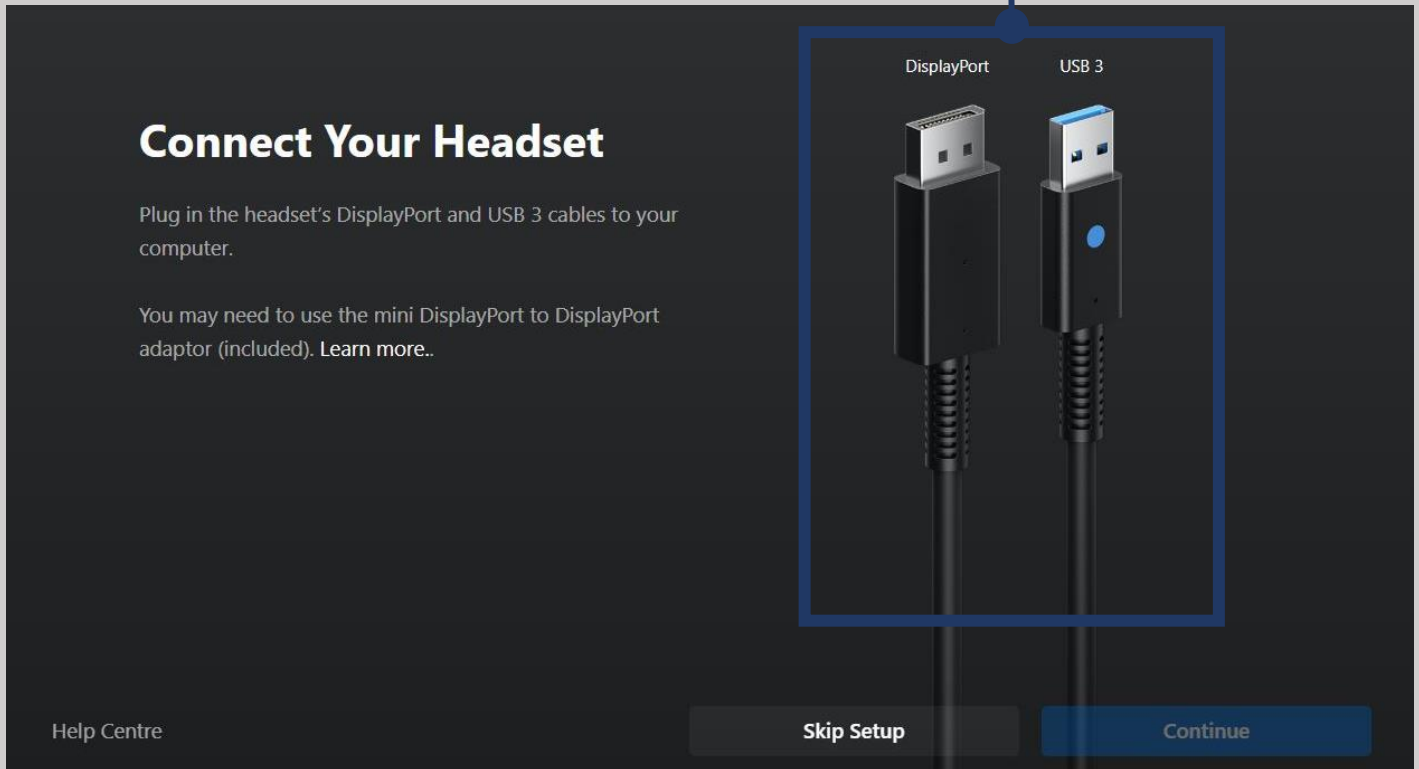 DisplayPort
USB 3
Connect Your Headset
Plug in the headset's DisplayPort and USB 3 cables to your
computer.
You may need to use the mini DisplayPort to DisplayPort
adaptor (included). Learn more..
Help Centre
Skip Setup
Continue